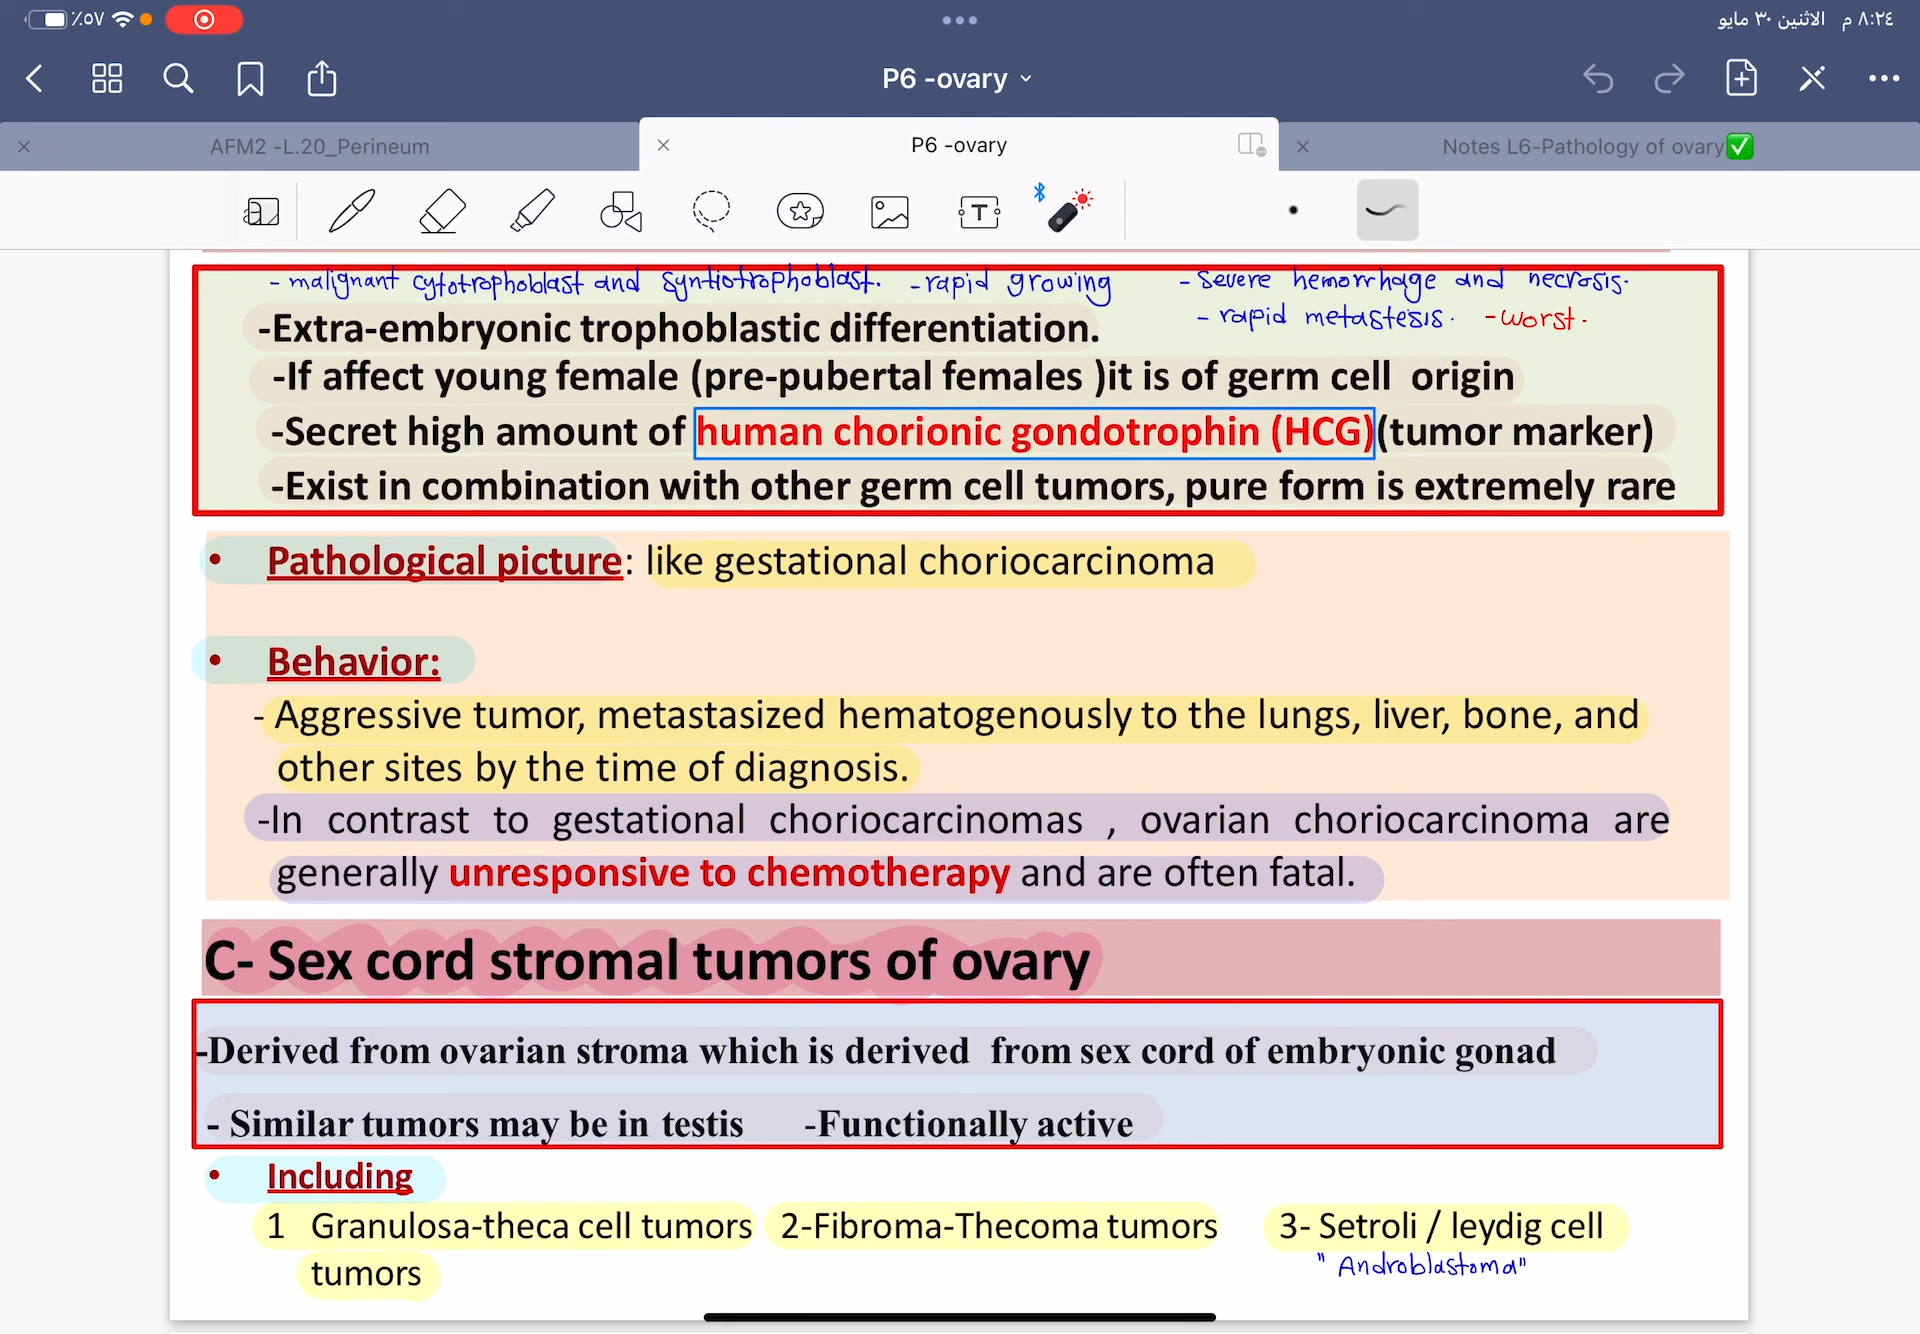 ٪٥٧
٨:٢٤ م الاثنين ٣٠ مايو
P6 -ovary
AFM2 -L.20_Perineum
P6 -ovary
Notes L6-Pathology of ovary✅
- malignant cytotrophoblast and syntiotrophoblast. - rapid growing - Severe hemorrhage and necrosis.
- rapid metastesis. - worst.
-Extra-embryonic trophoblastic differentiation.
-If affect young female (pre-pubertal females )it is of germ cell origin
-Secret high amount of human chorionic gondotrophin (HCG)(tumor marker)
-Exist in combination with other germ cell tumors, pure form is extremely rare
• Pathological picture: like gestational choriocarcinoma
• Behavior:
- Aggressive tumor, metastasized hematogenously to the lungs, liver, bone, and
other sites by the time of diagnosis.
-In contrast to gestational choriocarcinomas , ovarian choriocarcinoma are
generally unresponsive to chemotherapy and are often fatal.
C- Sex cord stromal tumors of ovary
-Derived from ovarian stroma which is derived from sex cord of embryonic gonad
- Similar tumors may be in testis -Functionally active
• Including
1 Granulosa-theca cell tumors 2-Fibroma-Thecoma tumors 3- Setroli / leydig cell
tumors
" Androblastoma"